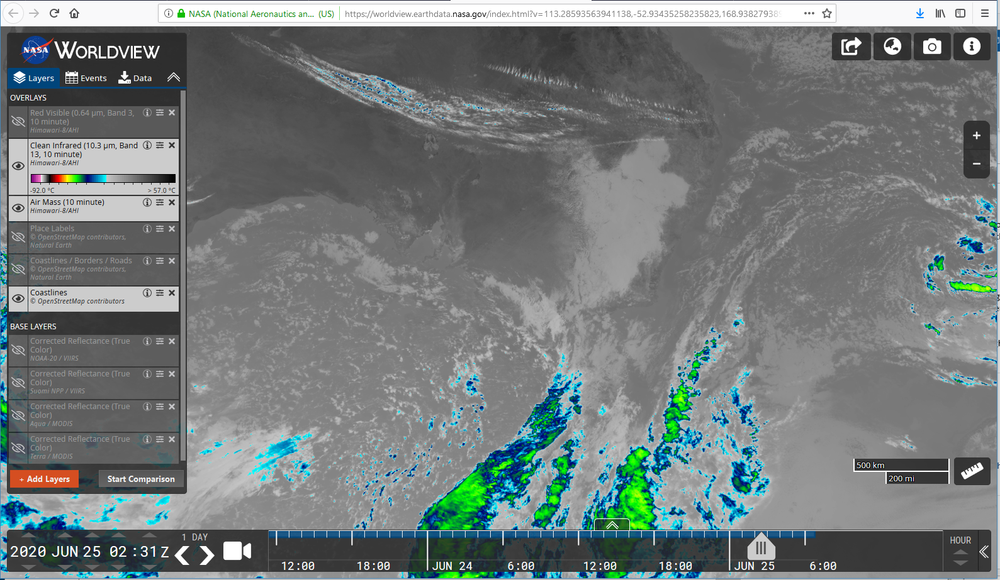 NASA (National Aeronautics an... (US)
https://worldview.earthdata.nasa.gov/index.html?v=113.28593563941138,-52.93435258235823,168.938279389
NASA WORLDVIEW
Layers Events Data
OVERLAYS
Red Visible (0.64 µm, Band 3,
10 minute)
Himawari-8/AHI
Clean Infrared (10.3 µm, Band
13, 10 minute)
Himawari-8/AHI
-92.0 °C > 57.0 °C
Air Mass (10 minute)
Himawari-8/AHI
Place Labels
© OpenStreetMap contributors,
Natural Earth
Coastlines / Borders / Roads
© OpenStreetMap contributors,
Natural Earth
Coastlines
© OpenStreetMap contributors
BASE LAYERS
Corrected Reflectance (True
Color)
NOAA-20 / VIIRS
Corrected Reflectance (True
Color)
Suomi NPP / VIIRS
Corrected Reflectance (True
Color)
Aqua / MODIS
Corrected Reflectance (True
Color)
Terra / MODIS
+ Add Layers Start Comparison
500 km
200 mi
1 DAY
2020 JUN 25 02 :31 Z
12:00 18:00 JUN 24 6:00 12:00 18:00 JUN 25 6:00
HOUR